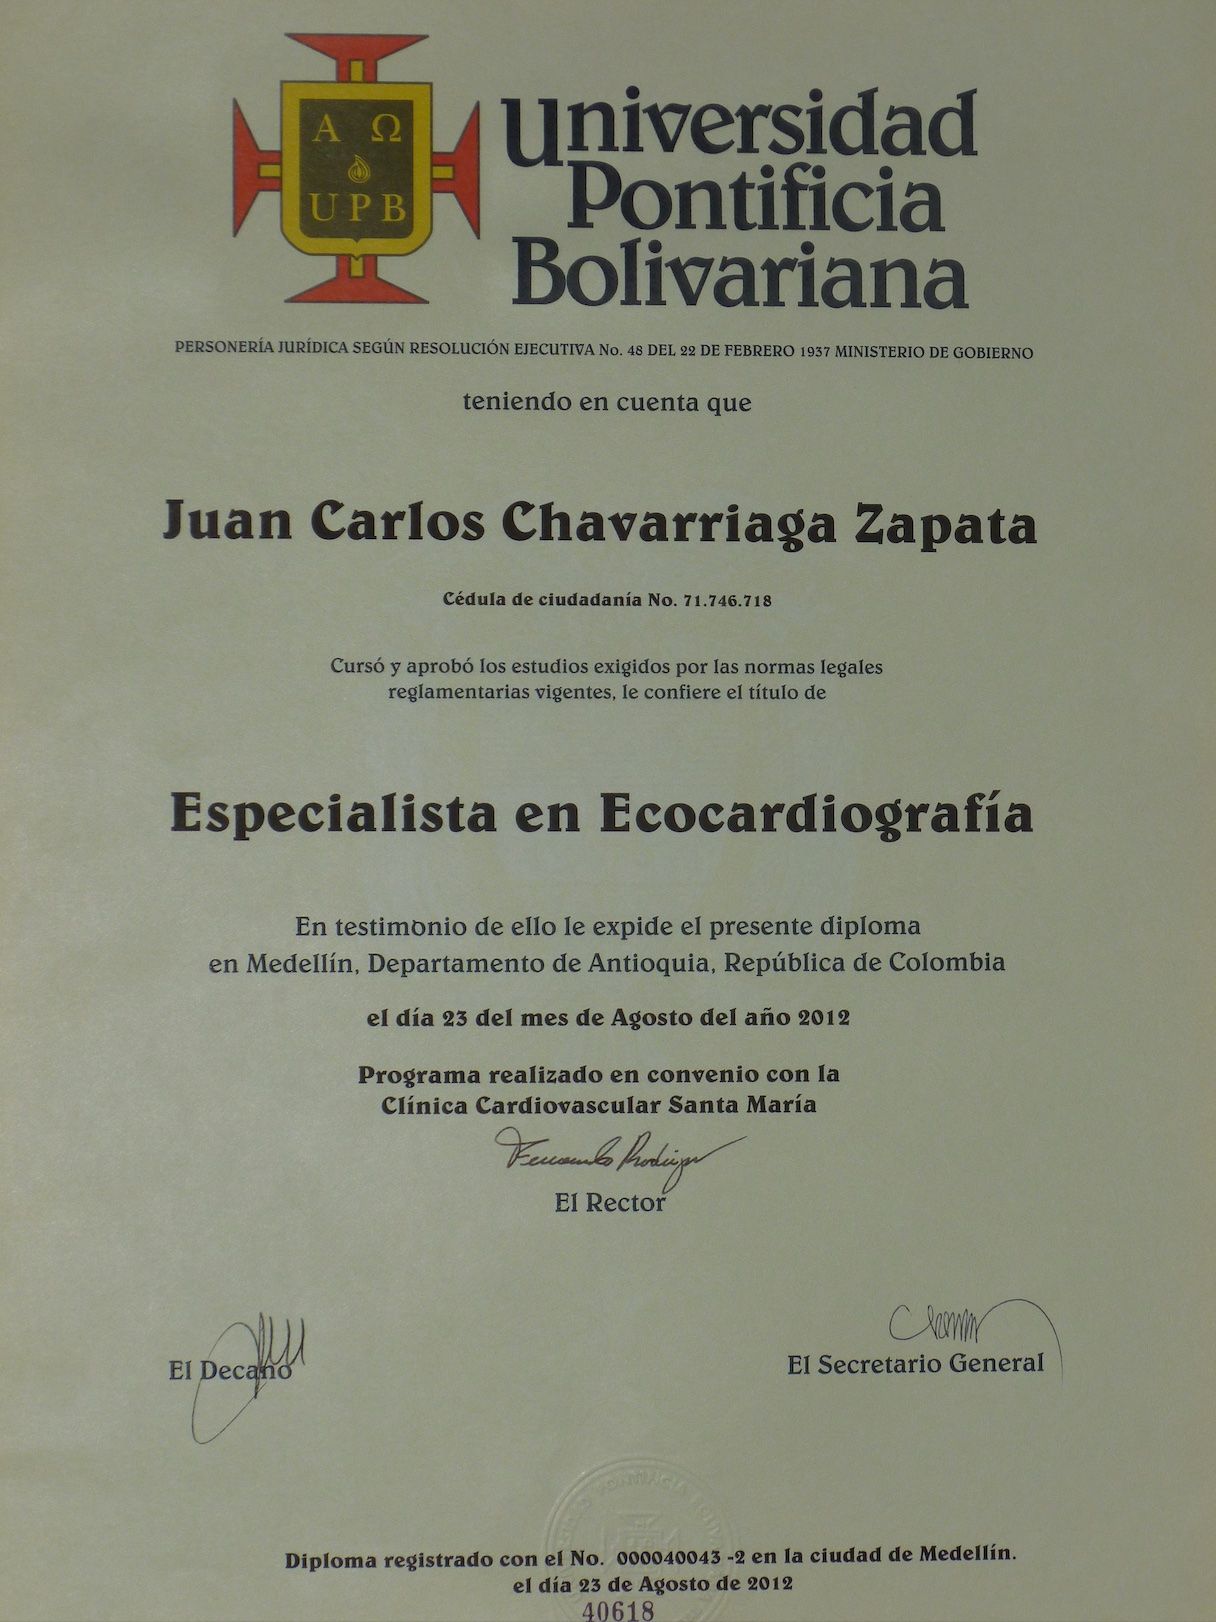 Α Ω
UPB
Universidad
Pontificia
Bolivariana
PERSONERÍA JURÍDICA SEGÚN RESOLUCIÓN EJECUTIVA No. 48 DEL 22 DE FEBRERO 1937 MINISTERIO DE GOBIERNO
teniendo en cuenta que
Juan Carlos Chavarriaga Zapata
Cédula de ciudadanía No. 71.746.718
Cursó y aprobó los estudios exigidos por las normas legales
reglamentarias vigentes, le confiere el título de
Especialista en Ecocardiografía
En testimonio de ello le expide el presente diploma
en Medellín, Departamento de Antioquia, República de Colombia
el día 23 del mes de Agosto del año 2012
Programa realizado en convenio con la
Clínica Cardiovascular Santa María
El Rector
El Decano
El Secretario General
Diploma registrado con el No. 000040043 -2 en la ciudad de Medellín.
el día 23 de Agosto de 2012
40618